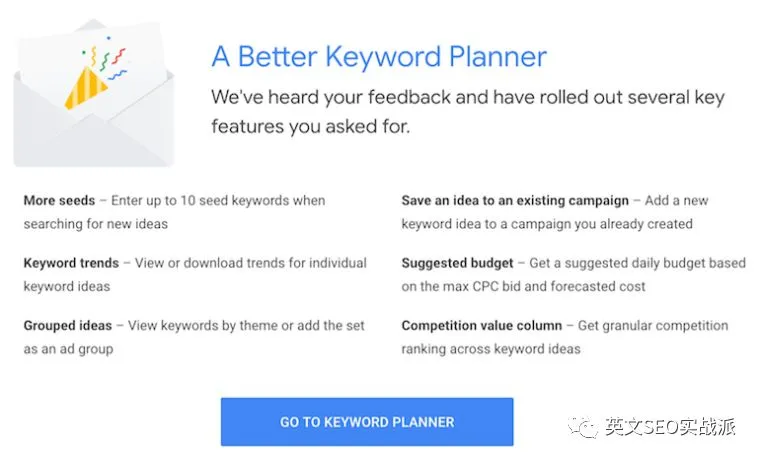 A Better Keyword Planner
We've heard your feedback and have rolled out several key
features you asked for.
More seeds – Enter up to 10 seed keywords when
searching for new ideas
Keyword trends – View or download trends for individual
keyword ideas
Grouped ideas – View keywords by theme or add the set
as an ad group
Save an idea to an existing campaign – Add a new
keyword idea to a campaign you already created
Suggested budget – Get a suggested daily budget based
on the max CPC bid and forecasted cost
Competition value column – Get granular competition
ranking across keyword ideas
GO TO KEYWORD PLANNER
英文SEO实战派